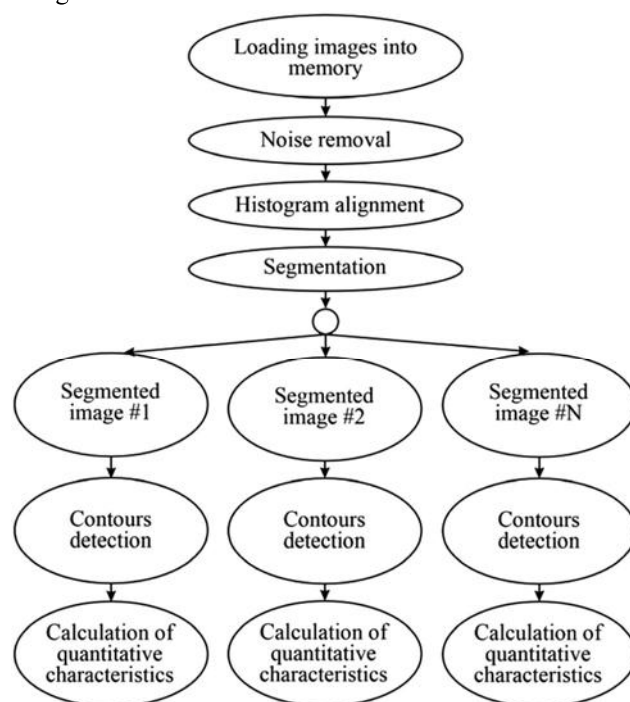 Loading images into
memory
Noise removal
Histogram alignment
Segmentation
Segmented
image #1
Segmented
image #2
Segmented
image #N
Contours
detection
Contours
detection
Contours
detection
Calculation of
quantitative
characteristics
Calculation of
quantitative
characteristics
Calculation of
quantitative
characteristics